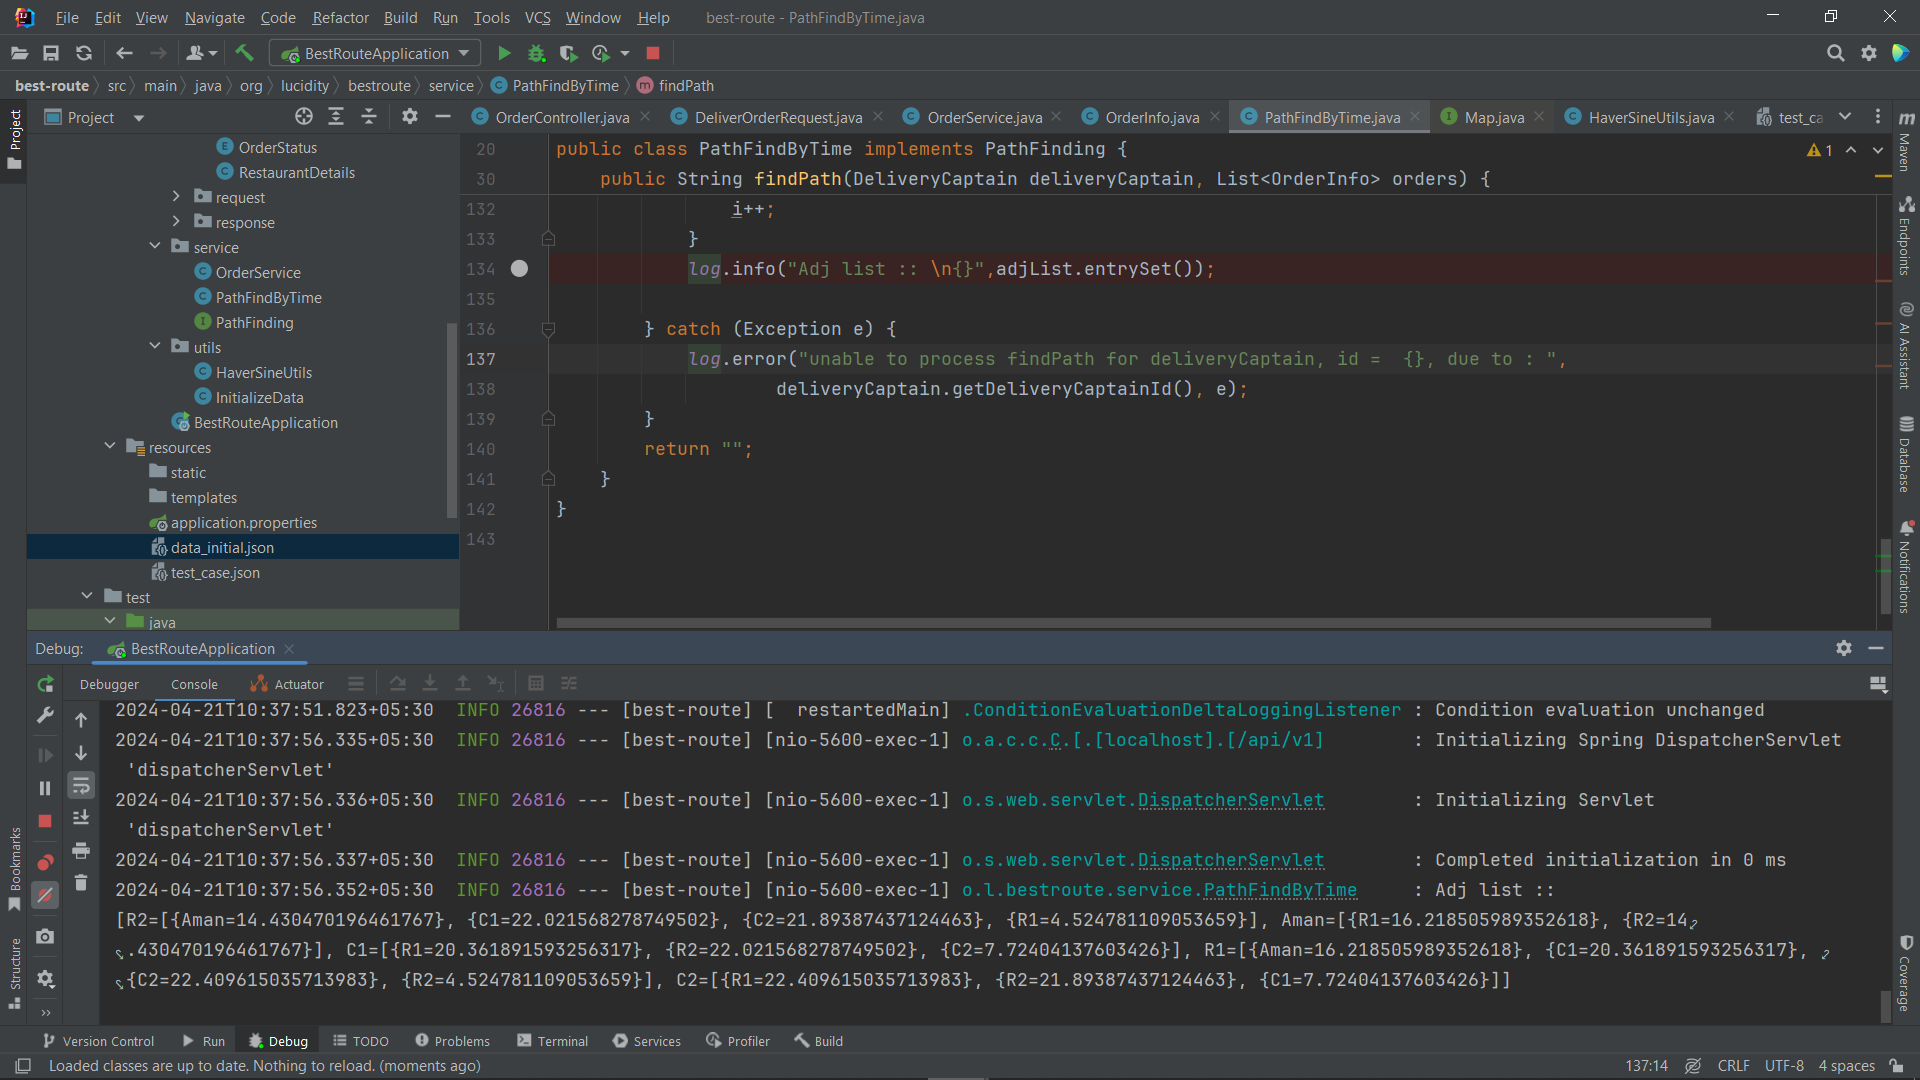 File Edit View Navigate Code Refactor Build Run Tools VCS Window Help best-route - PathFindByTime.java
BestRouteApplication
best-route src main java org lucidity bestroute service PathFindByTime findPath
Project
OrderController.java DeliverOrderRequest.java OrderService.java OrderInfo.java PathFindByTime.java Map.java HaverSineUtils.java test_ca
Project
OrderStatus
RestaurantDetails
request
response
service
OrderService
PathFindByTime
PathFinding
utils
HaverSineUtils
InitializeData
BestRouteApplication
resources
static
templates
application.properties
data_initial.json
test_case.json
test
java
20 public class PathFindByTime implements PathFinding {
1
30 public String findPath(DeliveryCaptain deliveryCaptain, List<OrderInfo> orders) {
132 i++;
133 }
134 log.info("Adj list :: \n{}",adjList.entrySet());
135
136 } catch (Exception e) {
137 log.error("unable to process findPath for deliveryCaptain, id =  {}, due to : ",
138 deliveryCaptain.getDeliveryCaptainId(), e);
139 }
140 return "";
141 }
142 }
143
Maven
Endpoints
AI Assistant
Database
Notifications
Coverage
Bookmarks
Structure
Debug: BestRouteApplication
Debugger Console Actuator
2024-04-21T10:37:51.823+05:30  INFO 26816 --- [best-route] [  restartedMain] .ConditionEvaluationDeltaLoggingListener : Condition evaluation unchanged
2024-04-21T10:37:56.335+05:30  INFO 26816 --- [best-route] [nio-5600-exec-1] o.a.c.c.C.[.[localhost].[/api/v1]        : Initializing Spring DispatcherServlet
'dispatcherServlet'
2024-04-21T10:37:56.336+05:30  INFO 26816 --- [best-route] [nio-5600-exec-1] o.s.web.servlet.DispatcherServlet        : Initializing Servlet
'dispatcherServlet'
2024-04-21T10:37:56.337+05:30  INFO 26816 --- [best-route] [nio-5600-exec-1] o.s.web.servlet.DispatcherServlet        : Completed initialization in 0 ms
2024-04-21T10:37:56.352+05:30  INFO 26816 --- [best-route] [nio-5600-exec-1] o.l.bestroute.service.PathFindByTime     : Adj list ::
[R2=[{Aman=14.430470196461767}, {C1=22.021568278749502}, {C2=21.89387437124463}, {R1=4.524781109053659}], Aman=[{R1=16.218505989352618}, {R2=14
.430470196461767}], C1=[{R1=20.361891593256317}, {R2=22.021568278749502}, {C2=7.72404137603426}], R1=[{Aman=16.218505989352618}, {C1=20.361891593256317},
{C2=22.409615035713983}, {R2=4.524781109053659}], C2=[{R1=22.409615035713983}, {R2=21.89387437124463}, {C1=7.72404137603426}]]
Version Control Run Debug TODO Problems Terminal Services Profiler Build
Loaded classes are up to date. Nothing to reload. (moments ago) 137:14 CRLF UTF-8 4 spaces